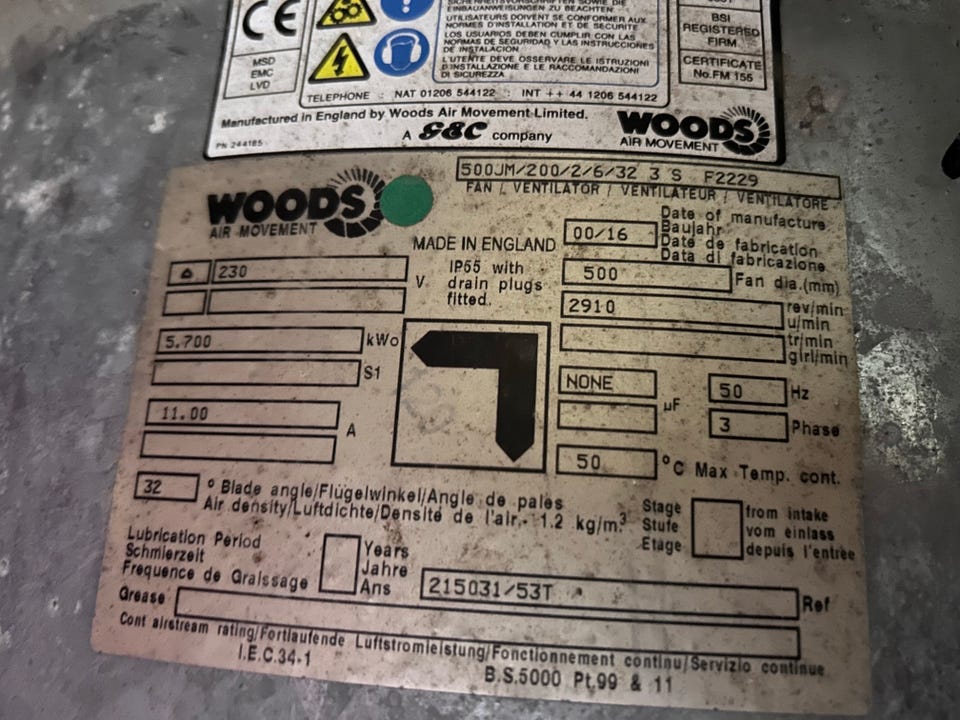 SICHERHEITSVORSCHRIFTEN SOWIE DIE
EINBAUANWEISUNGEN ZU BEACHTEN
UTILISATEURS DOIVENT SE CONFORMER AUX
NORMES D'INSTALLATION ET DE SECURITE
LOS USUARIOS DEBEN CUMPLIR CON LAS
NORMAS DE SEGURIDAD Y LAS INSTRUCCIONES
DE INSTALACION
L'UTENTE DEVE OSSERVARE LE ISTRUZIONI
D'INSTALLAZIONE E LE RACCOMANDAZIONI
DI SICUREZZA
CE
MSD
EMC
LVD
BSI
REGISTERED
FIRM
CERTIFICATE
No.FM 155
TELEPHONE : NAT 01206 544122 : INT ++ 44 1206 544122
Manufactured in England by Woods Air Movement Limited.
A GEC company
PN 244185
WOODS
AIR MOVEMENT
500JM/200/2/6/32 3 S F2229
FAN / VENTILATOR / VENTILATEUR / VENTILATORE
WOODS
AIR MOVEMENT
MADE IN ENGLAND
00/16
Date of manufacture
Baujahr
Date de fabrication
Data di fabricazione
230 V
IP55 with
drain plugs
fitted.
500 Fan dia.(mm)
2910
rev/min
u/min
tr/min
giri/min
5.700 kWo
S1
11.00
A
NONE
µF
50 Hz
3 Phase
50 °C Max Temp. cont.
32 ° Blade angle/Flügelwinkel/Angle de pales
Air density/Luftdichte/Densite de l'air.- 1.2 kg/m³
Stage
Stufe
Etage
from intake
vom einlass
depuis l'entrée
Lubrication Period
Schmierzeit
Frequence de Graissage
Years
Jahre
Ans
215031/53T Ref
Grease
Cont airstream rating/Fortlaufende Luftstromleistung/Fonctionnement continu/Servizio continue
I.E.C.34-1
B.S.5000 Pt.99 & 11